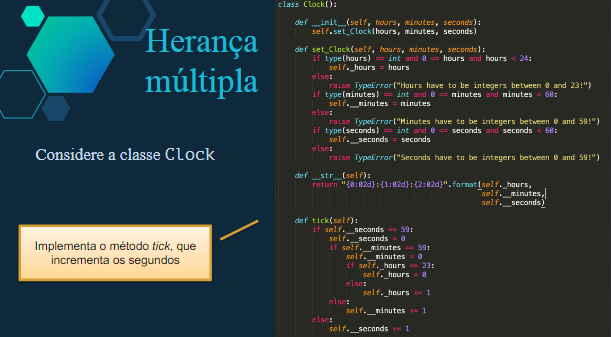 Herança
múltipla
Considere a classe Clock
Implementa o método tick, que
incrementa os segundos
class Clock():
def __init__(self, hours, minutes, seconds):
self.set_Clock(hours, minutes, seconds)
def set_Clock(self, hours, minutes, seconds):
if type(hours) == int and 0 <= hours and hours < 24:
self._hours = hours
else:
raise TypeError("Hours have to be integers between 0 and 23!")
if type(minutes) == int and 0 <= minutes and minutes < 60:
self.__minutes = minutes
else:
raise TypeError("Minutes have to be integers between 0 and 59!")
if type(seconds) == int and 0 <= seconds and seconds < 60:
self.__seconds = seconds
else:
raise TypeError("Seconds have to be integers between 0 and 59!")
def __str__(self):
return "{0:02d}:{1:02d}:{2:02d}".format(self._hours,
self.__minutes,
self.__seconds)
def tick(self):
if self.__seconds == 59:
self.__seconds = 0
if self.__minutes == 59:
self.__minutes = 0
if self._hours == 23:
self._hours = 0
else:
self._hours += 1
else:
self.__minutes += 1
else:
self.__seconds += 1